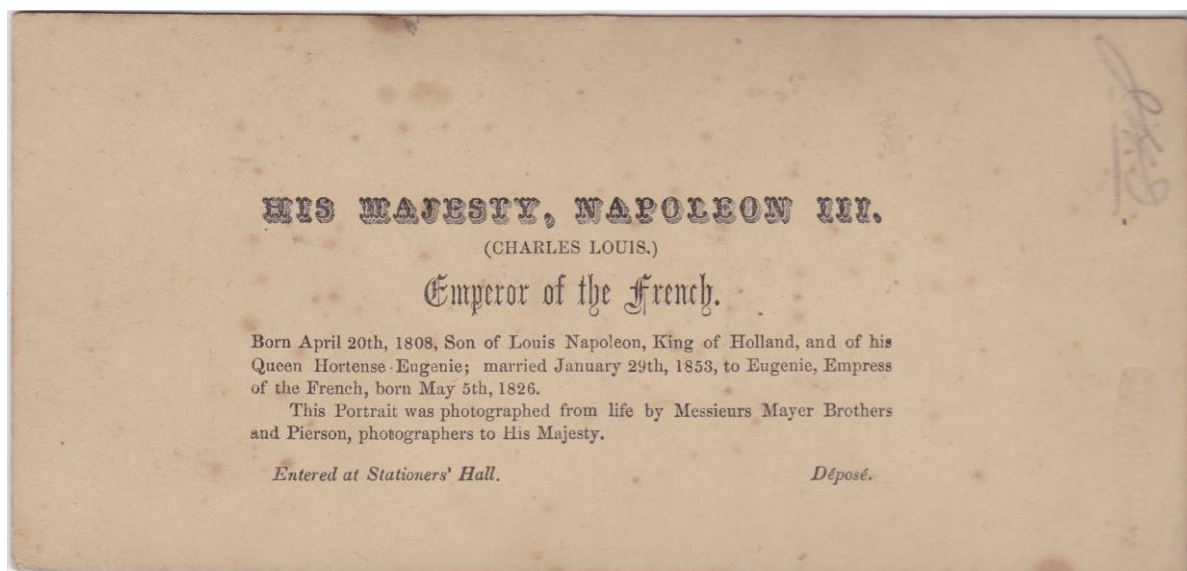 HIS MAJESTY, NAPOLEON III.
(CHARLES LOUIS.)
Emperor of the French.
Born April 20th, 1808, Son of Louis Napoleon, King of Holland, and of his
Queen Hortense Eugenie; married January 29th, 1853, to Eugenie, Empress
of the French, born May 5th, 1826.
This Portrait was photographed from life by Messieurs Mayer Brothers
and Pierson, photographers to His Majesty.
Entered at Stationers' Hall. Déposé.